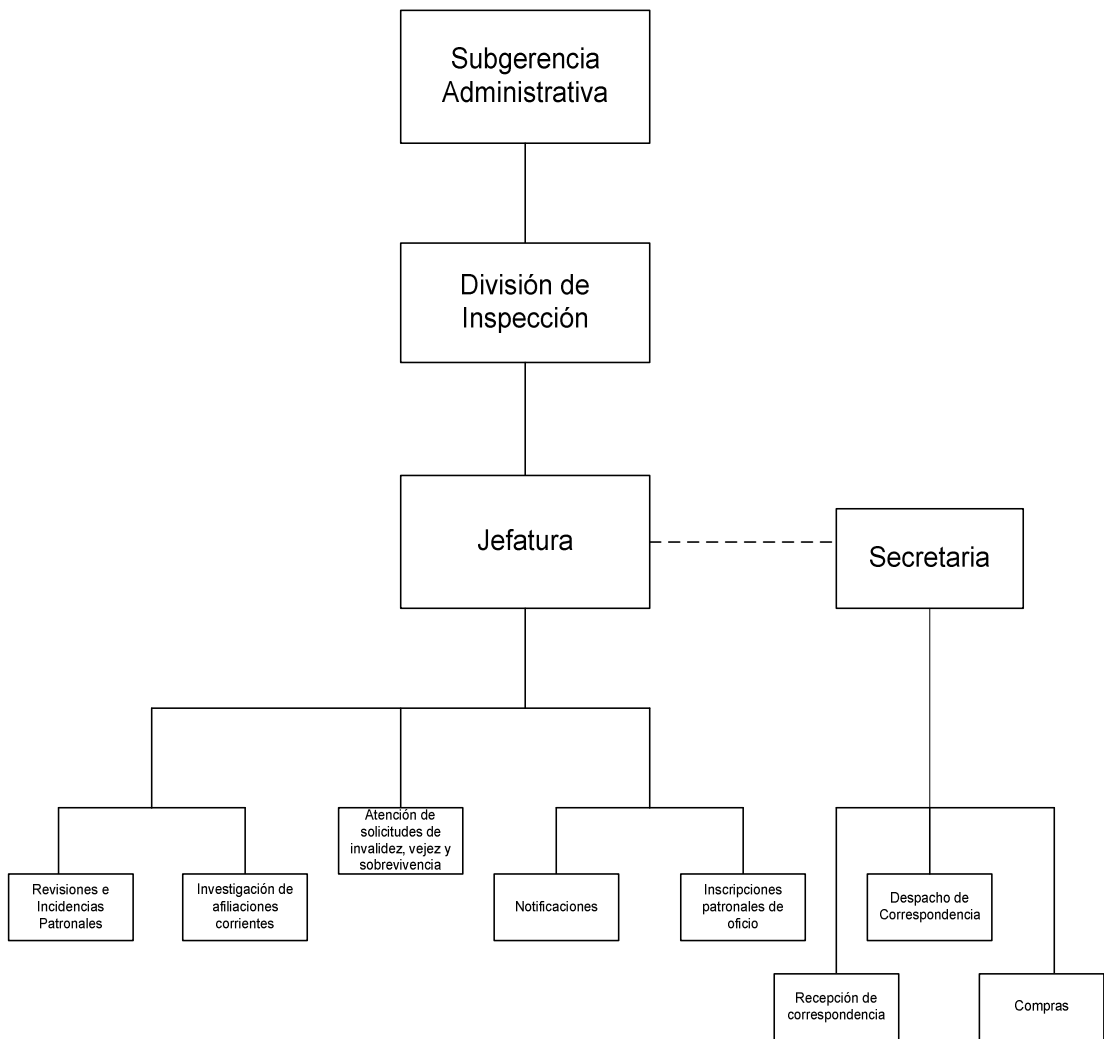 Subgerencia
Administrativa
División de
Inspección
Jefatura
Secretaria
Atención de
solicitudes de
invalidez, vejez y
sobrevivencia
Revisiones e
Incidencias
Patronales
Investigación de
afiliaciones
corrientes
Notificaciones
Inscripciones
patronales de
oficio
Despacho de
Correspondencia
Recepción de
correspondencia
Compras